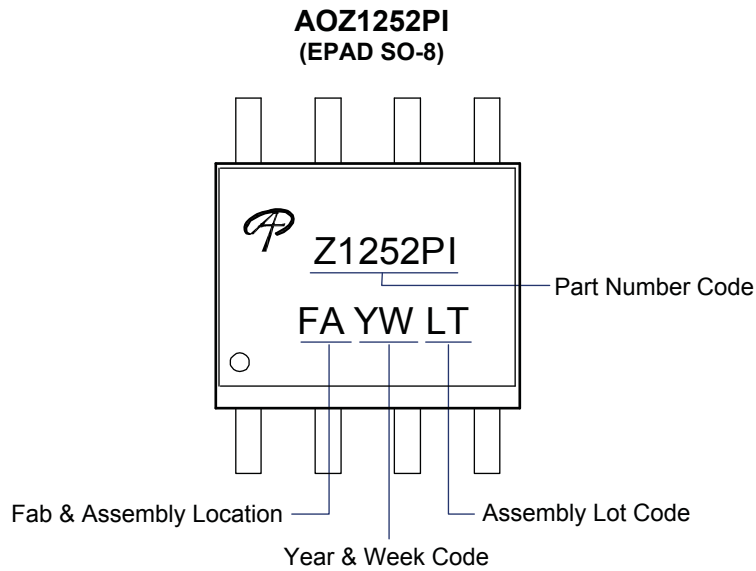 AOZ1252PI
(EPAD SO-8)
Z1252PI
Part Number Code
FA YW LT
Fab & Assembly Location
Assembly Lot Code
Year & Week Code